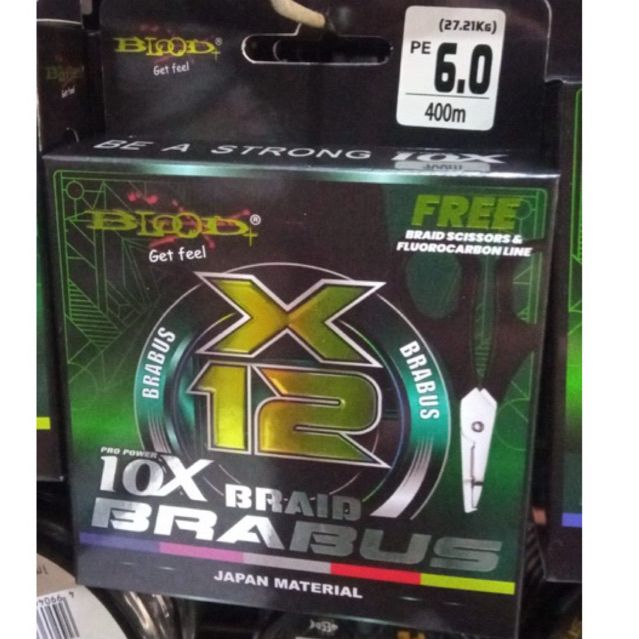 BLOOD
Get feel
(27.21KG)
PE 6.0
400m
BE A STRONG 10X
BLOOD ®
Get feel
FREE
BRAID SCISSORS &
FLUOROCARBON LINE
X
12
BRABUS
BRABUS
PRO POWER
10X BRAID
BRABUS
JAPAN MATERIAL